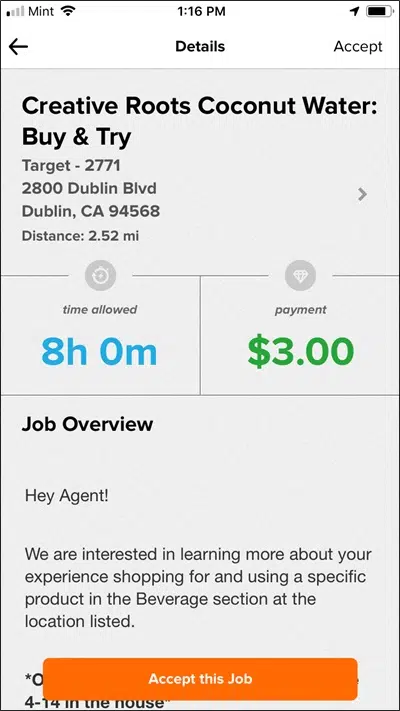 Mint 1:16 PM
Details Accept
Creative Roots Coconut Water:
Buy & Try
Target - 2771
2800 Dublin Blvd
Dublin, CA 94568
Distance: 2.52 mi
time allowed payment
8h 0m $3.00
Job Overview
Hey Agent!
We are interested in learning more about your
experience shopping for and using a specific
product in the Beverage section at the
location listed.
Accept this Job
4-14 in the house*